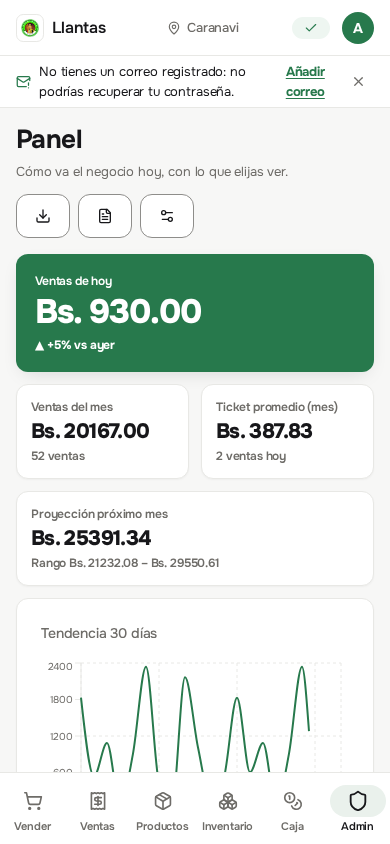 Llantas
Caranavi
A
No tienes un correo registrado: no
podrías recuperar tu contraseña.
Añadir
correo
Panel
Cómo va el negocio hoy, con lo que elijas ver.
Ventas de hoy
Bs. 930.00
▲ +5% vs ayer
Ventas del mes
Bs. 20167.00
52 ventas
Ticket promedio (mes)
Bs. 387.83
2 ventas hoy
Proyección próximo mes
Bs. 25391.34
Rango Bs. 21232.08 – Bs. 29550.61
Tendencia 30 días
2400
1800
1200
600
Vender
Ventas
Productos
Inventario
Caja
Admin